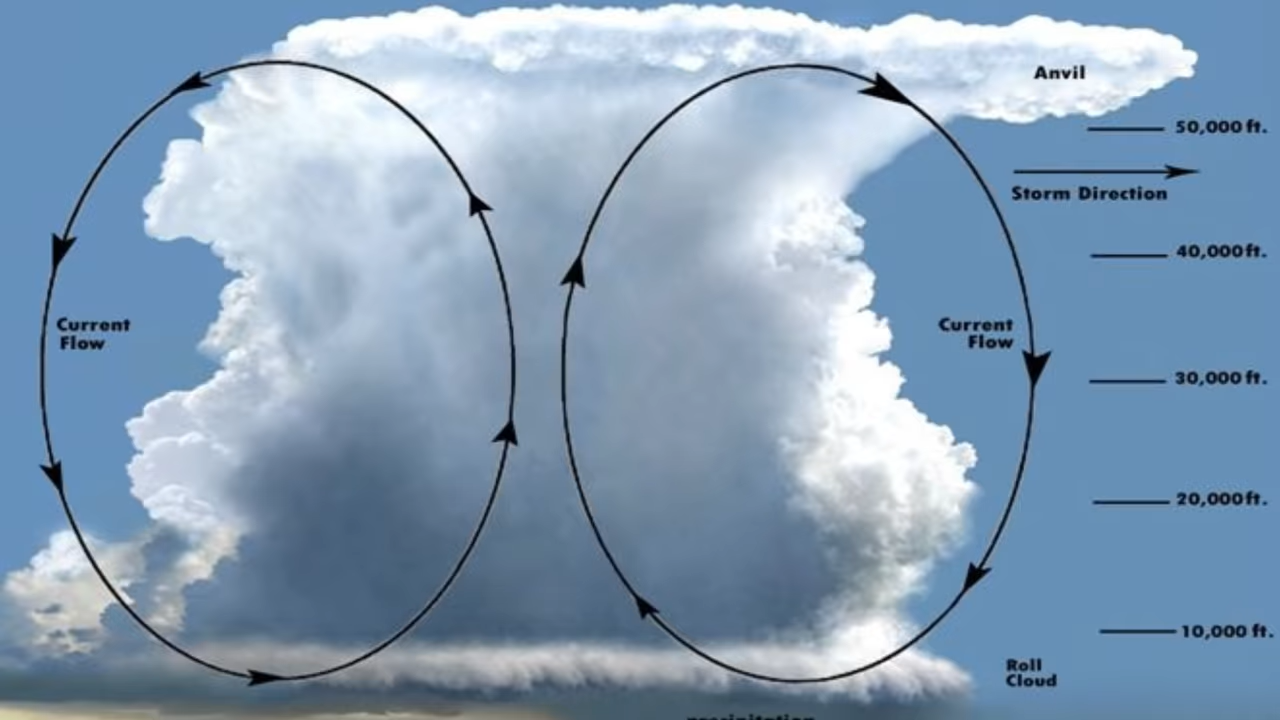 Anvil
50,000 ft.
Storm Direction
40,000 ft.
Current
Flow
Current
Flow
30,000 ft.
20,000 ft.
10,000 ft.
Roll
Cloud
precipitation